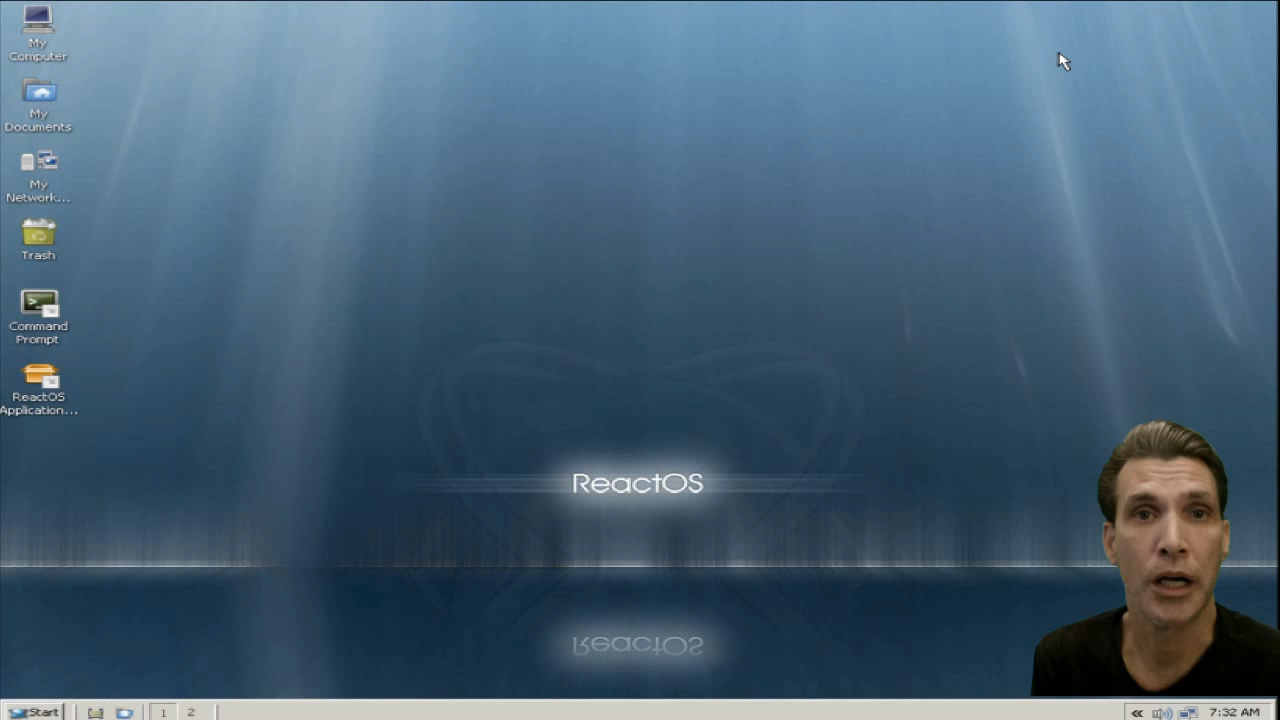 My
Computer
My
Documents
My
Network...
Trash
Command
Prompt
ReactOS
Application...
ReactOS
ReactOS
Start
1
2
7:32 AM